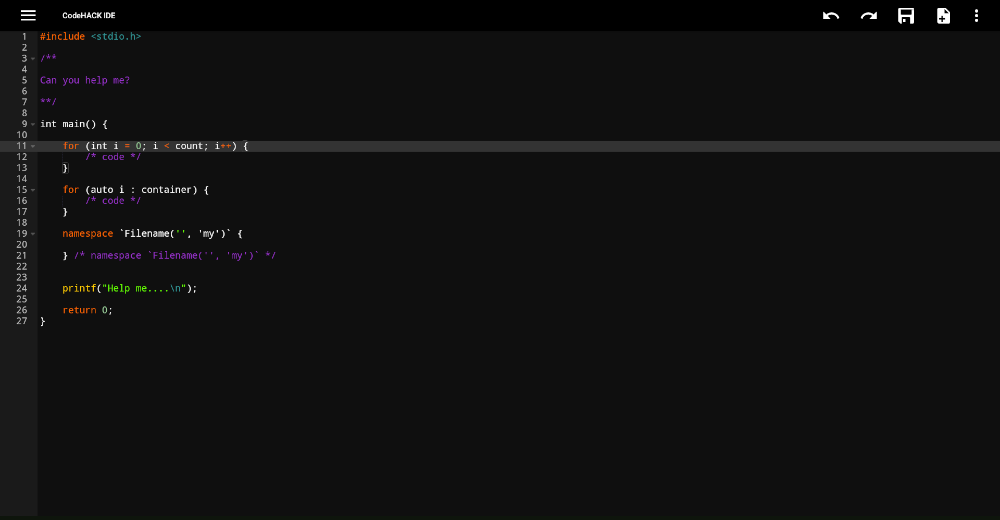 CodeHACK IDE
1 #include <stdio.h>
2
3 /**
4
5 Can you help me?
6
7 **/
8
9 int main() {
10
11 for (int i = 0; i < count; i++) {
12 /* code */
13 }
14
15 for (auto i : container) {
16 /* code */
17 }
18
19 namespace `Filename('', 'my')` {
20
21 } /* namespace `Filename('', 'my')` */
22
23
24 printf("Help me....\n");
25
26 return 0;
27 }